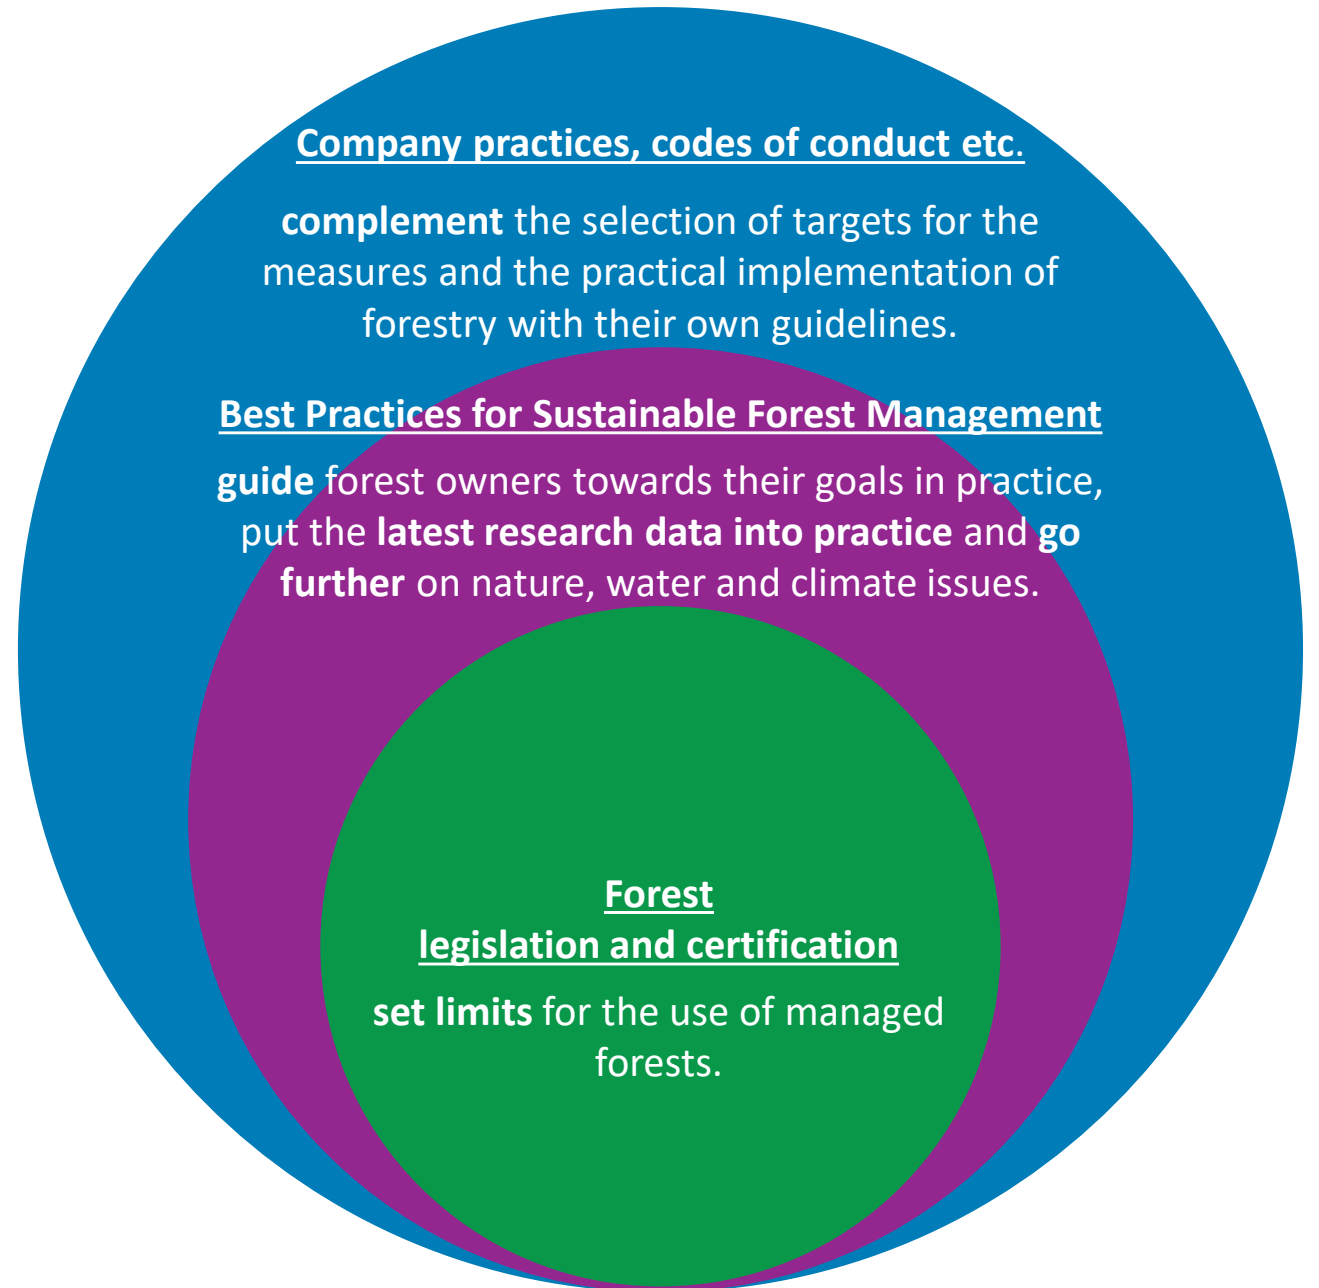 Company practices, codes of conduct etc.
complement the selection of targets for the
measures and the practical implementation of
forestry with their own guidelines.
Best Practices for Sustainable Forest Management
guide forest owners towards their goals in practice,
put the latest research data into practice and go
further on nature, water and climate issues.
Forest
legislation and certification
set limits for the use of managed
forests.